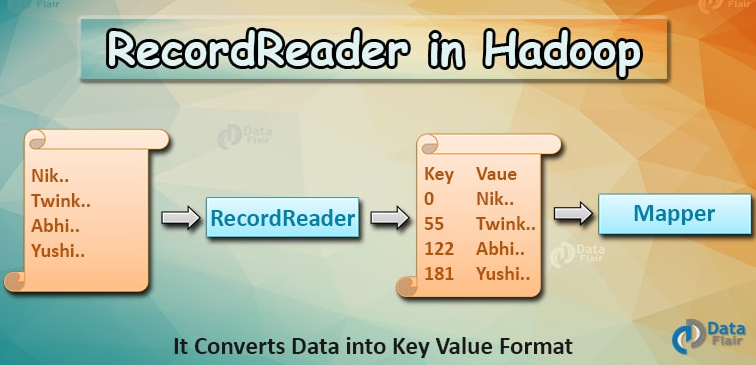 RecordReader in Hadoop
Nik..
Twink..
Abhi..
Yushi..
RecordReader
Key Vaue
0 Nik..
55 Twink..
122 Abhi..
181 Yushi..
Mapper
It Converts Data into Key Value Format
Data
Flair
Data
Flair
Data
Flair
Flair